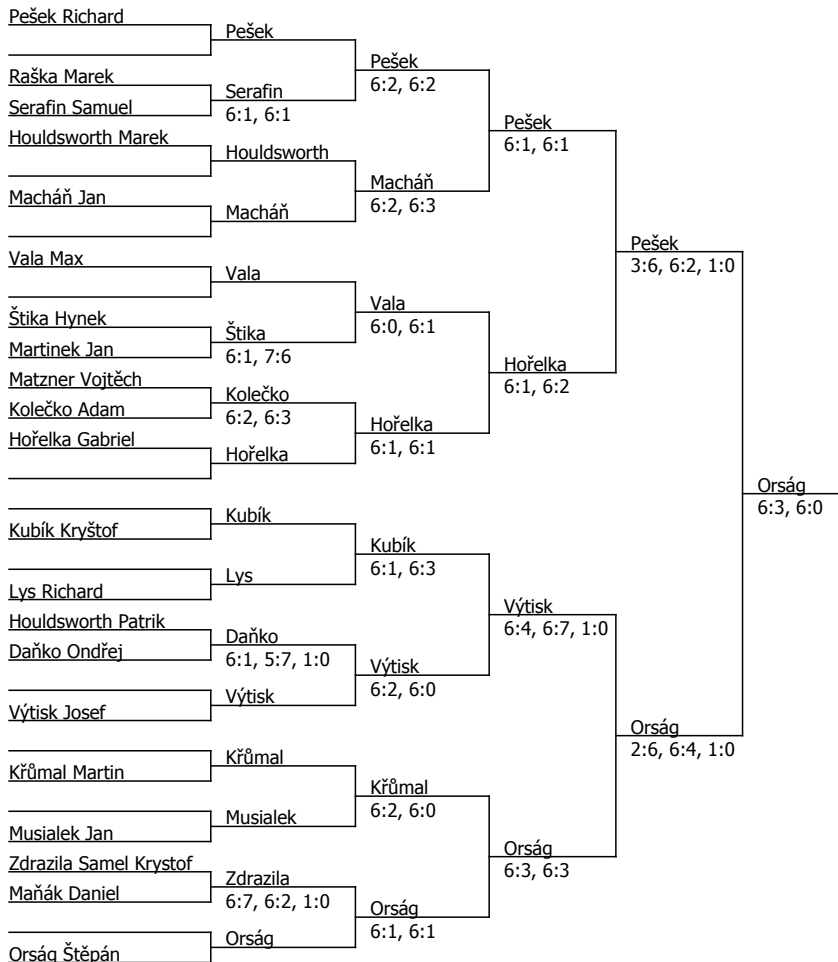 Pešek Richard
Pešek
Pešek
6:2, 6:2
Raška Marek
Serafin
6:1, 6:1
Serafin Samuel
Pešek
6:1, 6:1
Houldsworth Marek
Houldsworth
Macháň
6:2, 6:3
Macháň Jan
Macháň
Pešek
3:6, 6:2, 1:0
Vala Max
Vala
Vala
6:0, 6:1
Štika Hynek
Štika
6:1, 7:6
Martinek Jan
Hořelka
6:1, 6:2
Matzner Vojtěch
Kolečko
6:2, 6:3
Kolečko Adam
Hořelka
6:1, 6:1
Hořelka Gabriel
Hořelka
Orság
6:3, 6:0
Kubík
Kubík Kryštof
Kubík
6:1, 6:3
Lys
Lys Richard
Výtisk
6:4, 6:7, 1:0
Houldsworth Patrik
Daňko
6:1, 5:7, 1:0
Daňko Ondřej
Výtisk
6:2, 6:0
Výtisk
Výtisk Josef
Orság
2:6, 6:4, 1:0
Křůmal
Křůmal Martin
Křůmal
6:2, 6:0
Musialek
Musialek Jan
Orság
6:3, 6:3
Zdrazila Samel Krystof
Zdrazila
6:7, 6:2, 1:0
Maňák Daniel
Orság
6:1, 6:1
Orság
Orság Štěpán